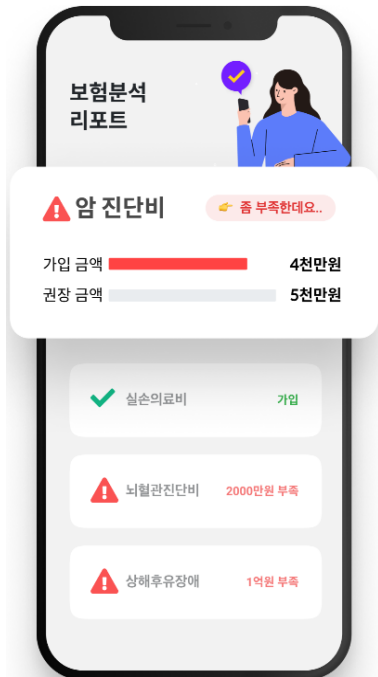 보험분석
리포트
암 진단비
👉 좀 부족한데요..
가입 금액 4천만원
권장 금액 5천만원
실손의료비 가입
뇌혈관진단비 2000만원 부족
상해후유장애 1억원 부족